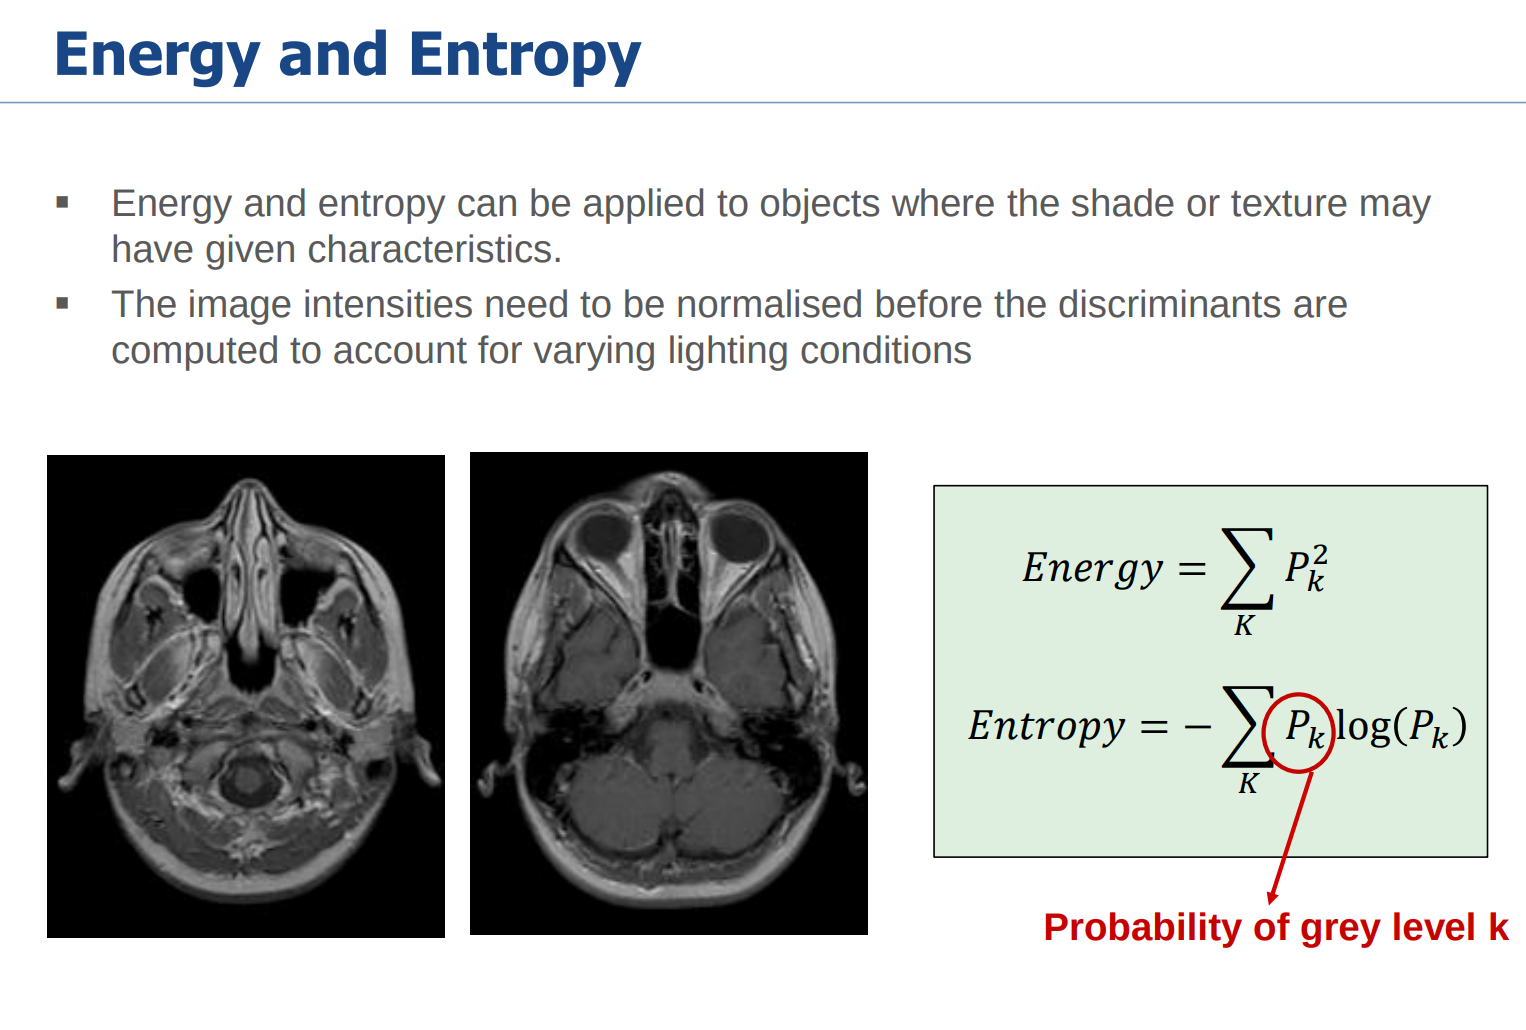 Energy and Entropy
▪ Energy and entropy can be applied to objects where the shade or texture may
have given characteristics.
▪ The image intensities need to be normalised before the discriminants are
computed to account for varying lighting conditions
Energy = ∑_K P_k^2
Entropy = − ∑_K P_k log(P_k)
Probability of grey level k